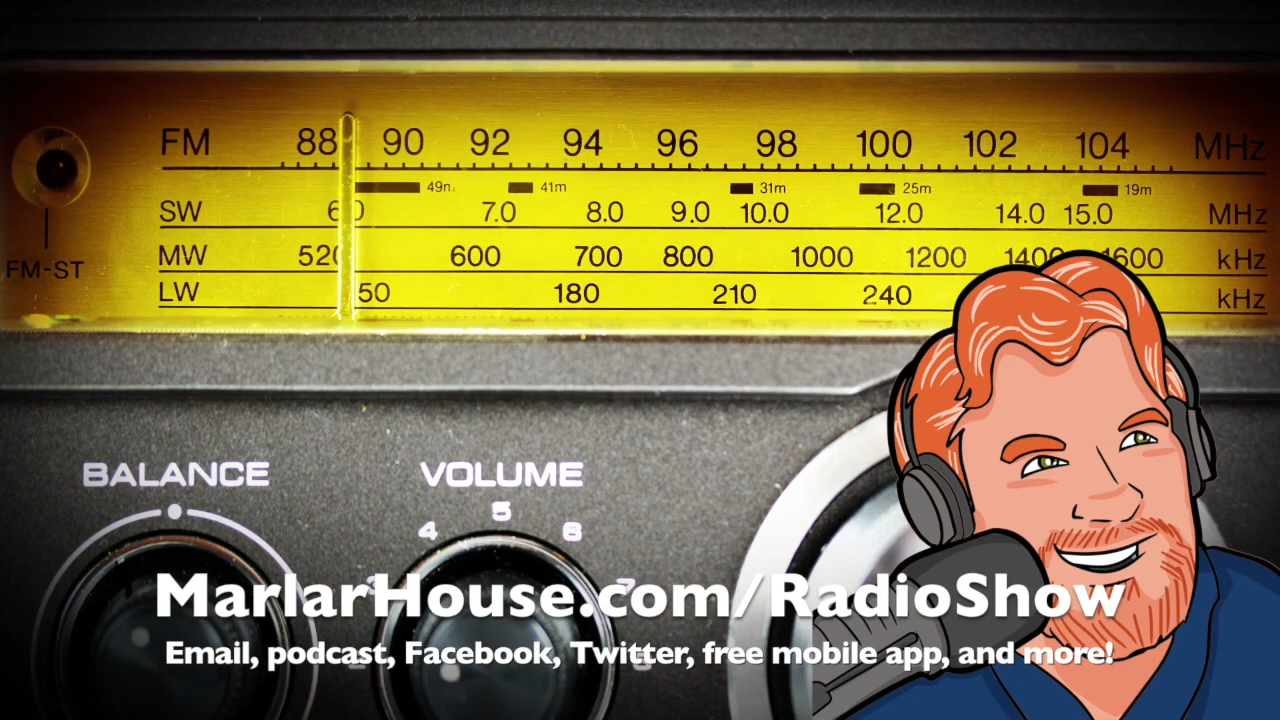 FM 88 90 92 94 96 98 100 102 104 MHz
49m 41m 31m 25m 19m
SW 7.0 8.0 9.0 10.0 12.0 14.0 15.0 MHz
MW 600 700 800 1000 1200 1400 1600 kHz
FM-ST
LW 50 180 210 240 kHz
BALANCE VOLUME
5
4 6
MarlarHouse.com/RadioShow
Email, podcast, Facebook, Twitter, free mobile app, and more!